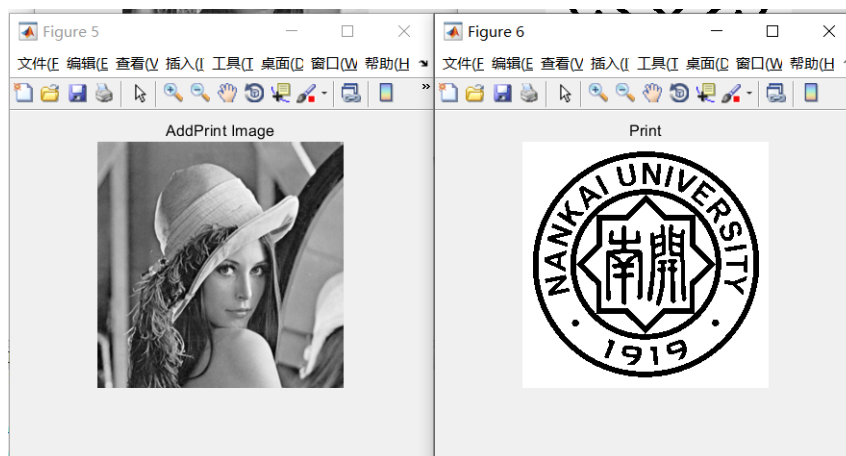 Figure 5
文件(F 编辑(E 查看(V 插入(I 工具(T 桌面(D 窗口(W 帮助(H
AddPrint Image
Figure 6
文件(F 编辑(E 查看(V 插入(I 工具(T 桌面(D 窗口(W 帮助(H
Print
NANKAI UNIVERSITY
南開
1919